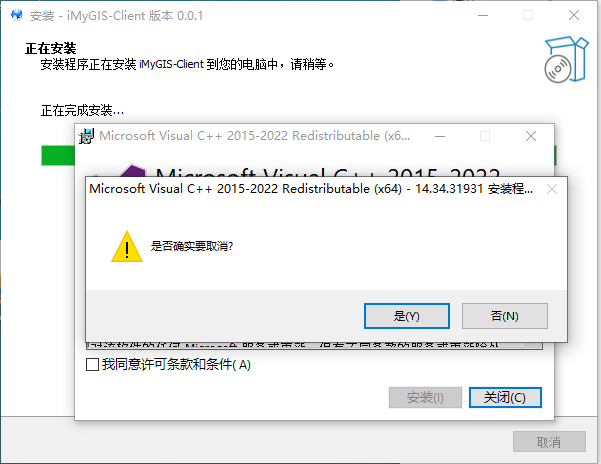 安装 - iMyGIS-Client 版本 0.0.1
正在安装
安装程序正在安装 iMyGIS-Client 到您的电脑中，请稍等。
正在完成安装...
Microsoft Visual C++ 2015-2022 Redistributable (x6...
Microsoft Visual C++ 2015-2022
Microsoft Visual C++ 2015-2022 Redistributable (x64) - 14.34.31931 安装程...
是否确实要取消?
是(Y)
否(N)
我同意许可条款和条件( A)
安装(I)
关闭(C)
取消